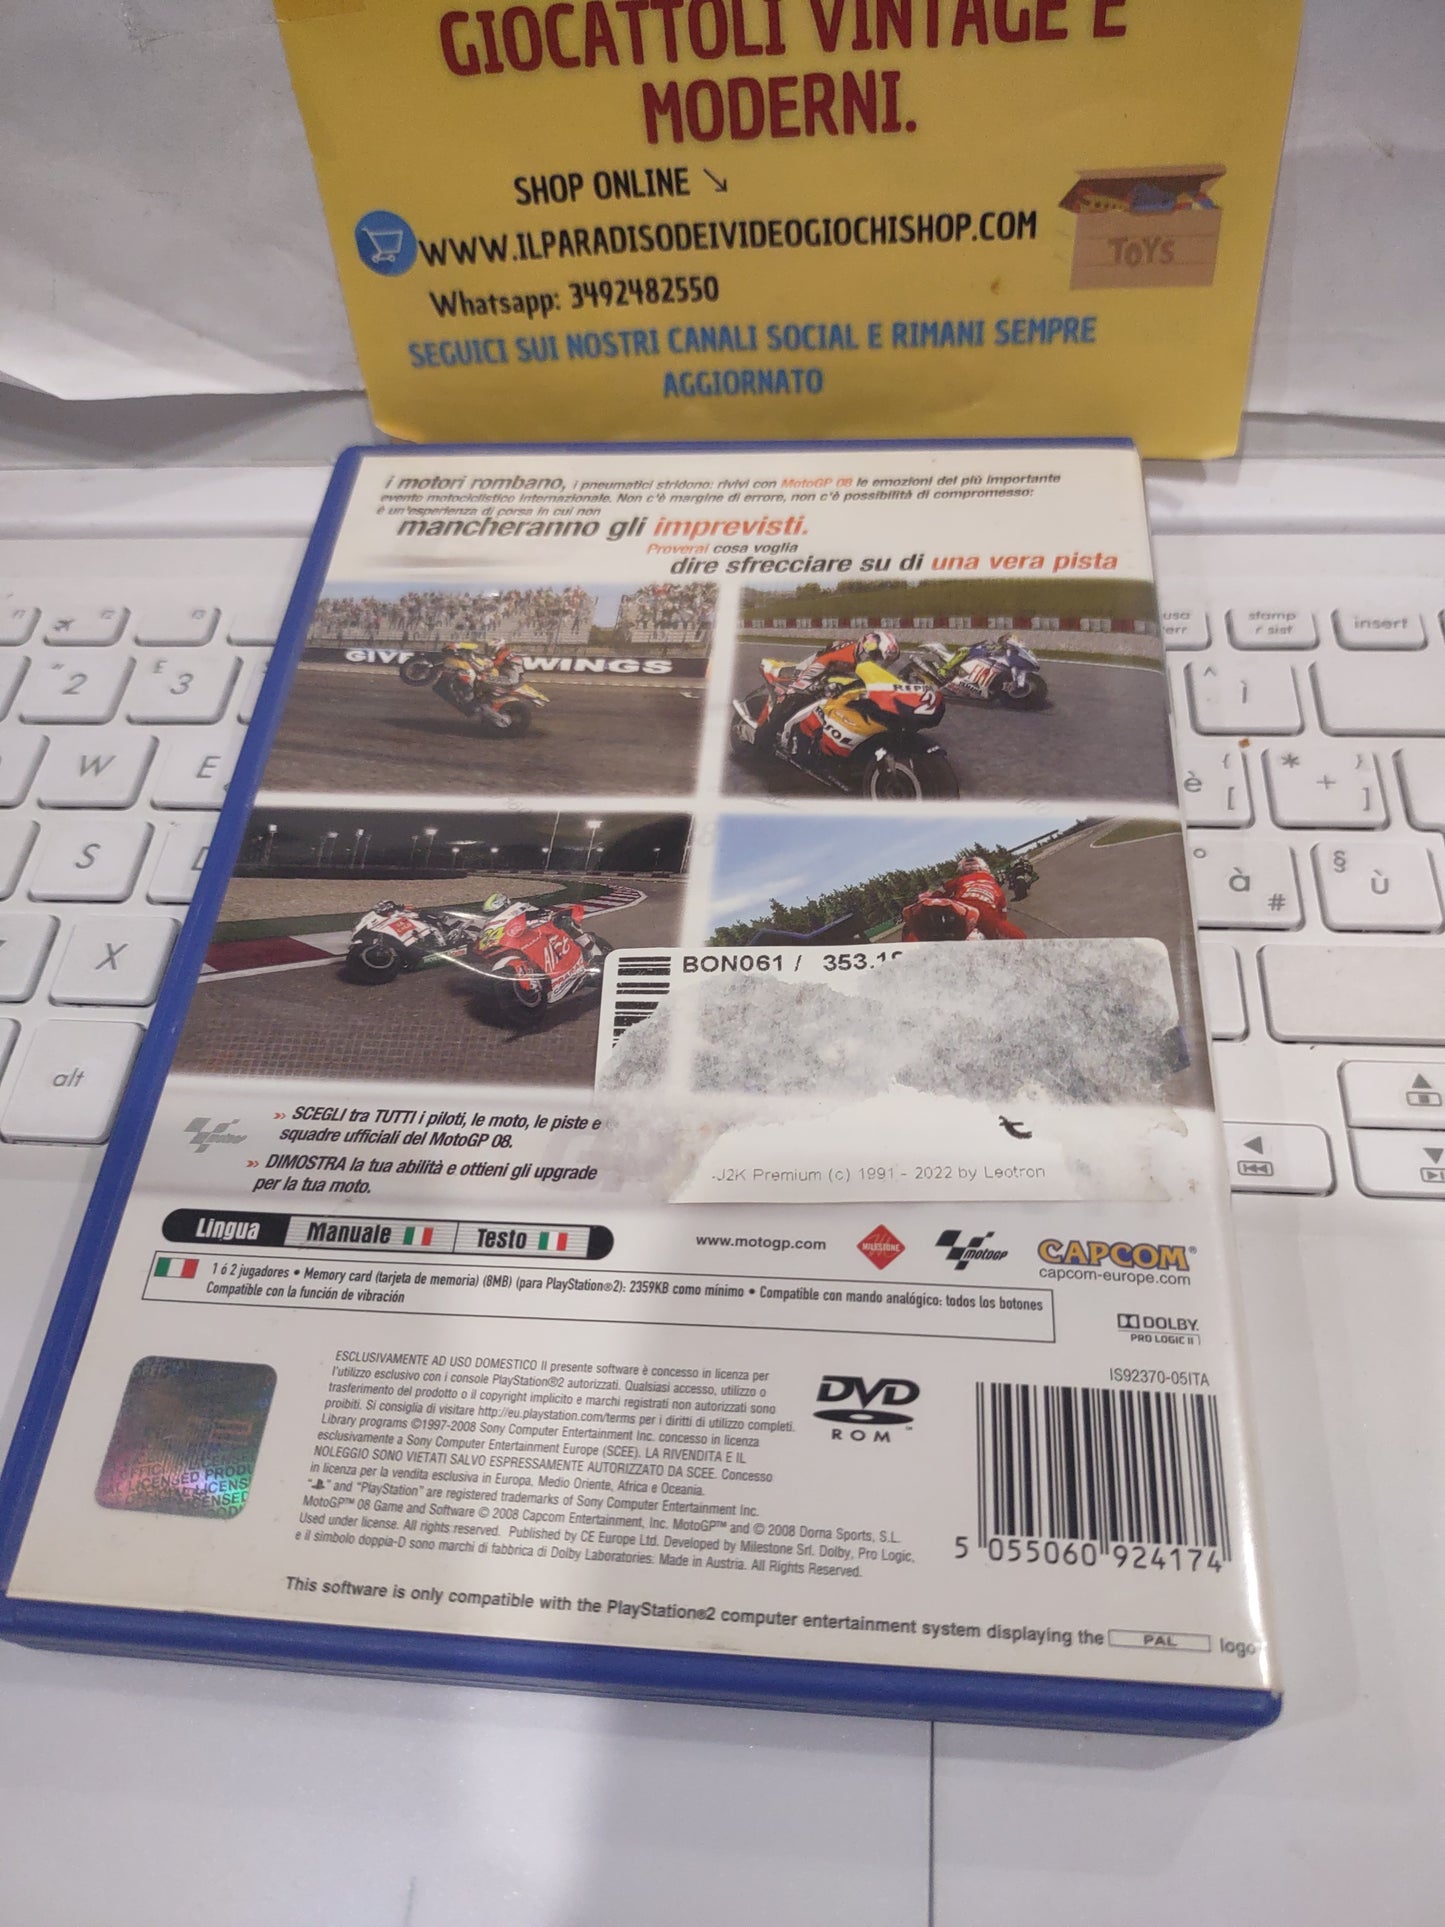 GIOCATTOLI VINTAGE E
MODERNI.
SHOP ONLINE ↘
WWW.ILPARADISODEIVIDEOGIOCHISHOP.COM
TOYS
Whatsapp: 3492482550
SEGUICI SUI NOSTRI CANALI SOCIAL E RIMANI SEMPRE
AGGIORNATO
i motori rombano, i pneumatici stridono: rivivi con MotoGP 08 le emozioni del più importante
evento motociclistico internazionale. Non c'è margine di errore, non c'è possibilità di compromesso:
è un'esperienza di corsa in cui non
mancheranno gli imprevisti.
Proverai cosa voglia
dire sfrecciare su di una vera pista
WINGS
BON061 /
-J2K Premium (c) 1991 - 2022 by Leotron
» SCEGLI tra TUTTI i piloti, le moto, le piste e
squadre ufficiali del MotoGP 08.
» DIMOSTRA la tua abilità e ottieni gli upgrade
per la tua moto.
Lingua Manuale Testo
www.motogp.com
MILESTONE
motoGP
CAPCOM®
capcom-europe.com
1 ó 2 jugadores • Memory card (tarjeta de memoria) (8MB) (para PlayStation®2): 2359KB como mínimo • Compatible con mando analógico: todos los botones
Compatible con la función de vibración
DOLBY.
PRO LOGIC II
ESCLUSIVAMENTE AD USO DOMESTICO Il presente software è concesso in licenza per
l'utilizzo esclusivo con i console PlayStation®2 autorizzati. Qualsiasi accesso, utilizzo o
trasferimento del prodotto o il copyright implicito e marchi registrati non autorizzati sono
proibiti. Si consiglia di visitare http://eu.playstation.com/terms per i diritti di utilizzo completi.
Library programs ©1997-2008 Sony Computer Entertainment Inc. concesso in licenza
esclusivamente a Sony Computer Entertainment Europe (SCEE). LA RIVENDITA E IL
NOLEGGIO SONO VIETATI SALVO ESPRESSAMENTE AUTORIZZATO DA SCEE. Concesso
in licenza per la vendita esclusiva in Europa, Medio Oriente, Africa e Oceania.
" " and "PlayStation" are registered trademarks of Sony Computer Entertainment Inc.
MotoGP™ 08 Game and Software © 2008 Capcom Entertainment, Inc. MotoGP™ and © 2008 Dorna Sports, S.L.
Used under license. All rights reserved. Published by CE Europe Ltd. Developed by Milestone Srl. Dolby, Pro Logic,
e il simbolo doppia-D sono marchi di fabbrica di Dolby Laboratories. Made in Austria. All Rights Reserved.
DVD
ROM
IS92370-05ITA
5 055060 924174
This software is only compatible with the PlayStation®2 computer entertainment system displaying the PAL logo
2
£
3
W
E
S
X
alt
stamp
r sist
insert
^
ì
è
{
[
*
+
}
]
°
à
#
§
ù